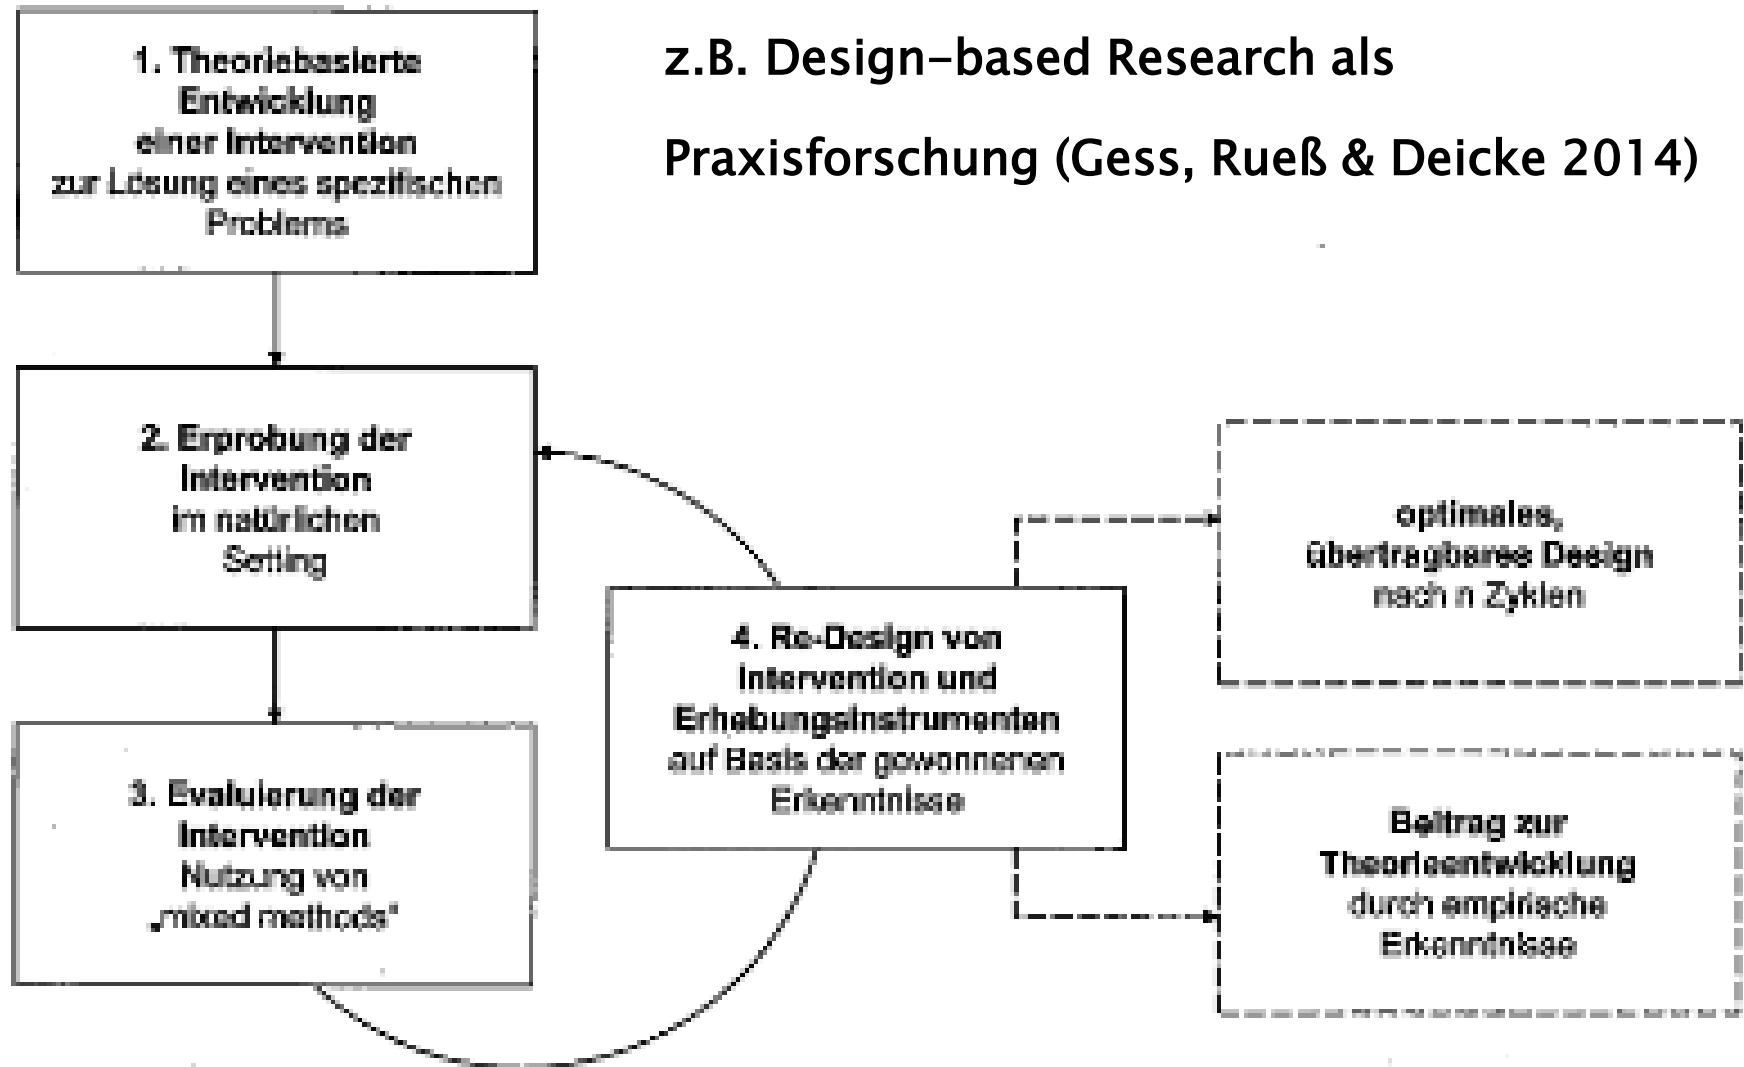 z.B. Design-based Research als
Praxisforschung (Gess, Rueß & Deicke 2014)
1. Theoriebasierte
Entwicklung
einer Intervention
zur Lösung eines spezifischen
Problems
2. Erprobung der
Intervention
im natürlichen
Setting
3. Evaluierung der
Intervention
Nutzung von
„mixed methods“
4. Re-Design von
Intervention und
Erhebungsinstrumenten
auf Basis der gewonnenen
Erkenntnisse
optimales,
übertragbares Design
nach n Zyklen
Beitrag zur
Theorieentwicklung
durch empirische
Erkenntnisse